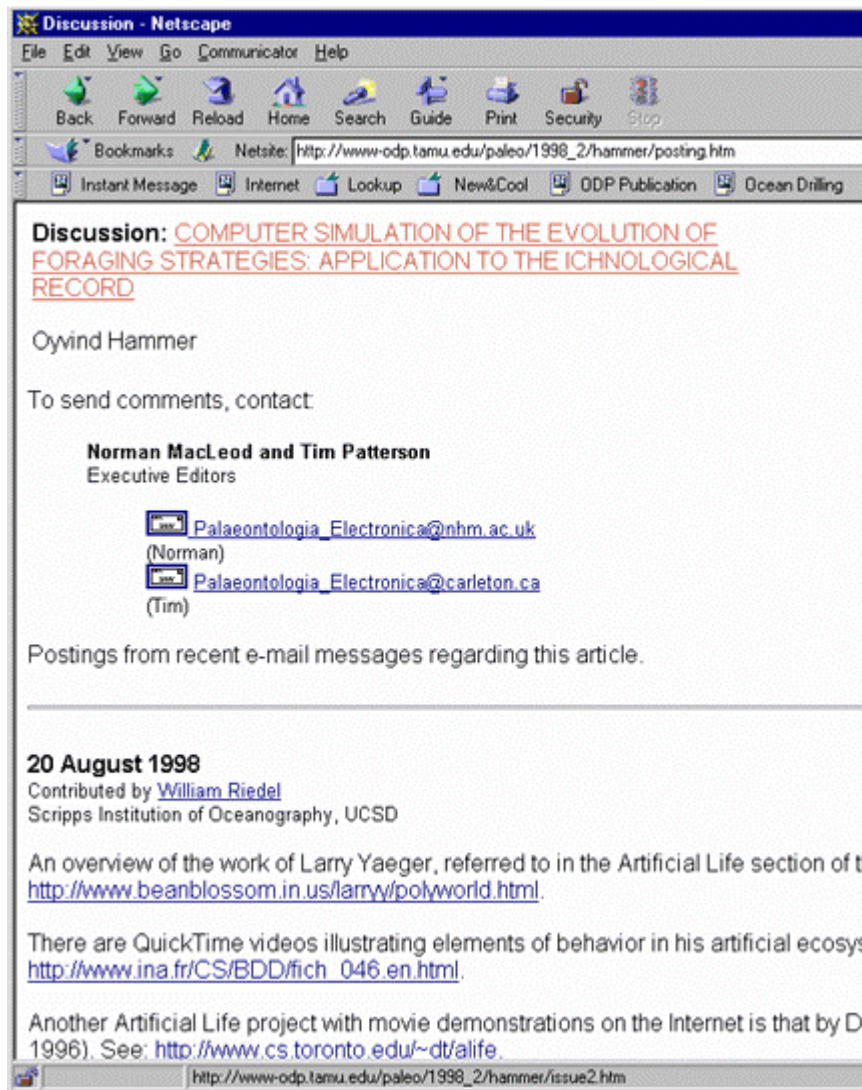 Discussion - Netscape
File Edit View Go Communicator Help
Back Forward Reload Home Search Guide Print Security Stop
Bookmarks Netsite: http://www-odp.tamu.edu/paleo/1998_2/hammer/posting.htm
Instant Message Internet Lookup New&Cool ODP Publication Ocean Drilling
Discussion: COMPUTER SIMULATION OF THE EVOLUTION OF
FORAGING STRATEGIES: APPLICATION TO THE ICHNOLOGICAL
RECORD
Oyvind Hammer
To send comments, contact:
Norman MacLeod and Tim Patterson
Executive Editors
Palaeontologia_Electronica@nhm.ac.uk
(Norman)
Palaeontologia_Electronica@carleton.ca
(Tim)
Postings from recent e-mail messages regarding this article.
20 August 1998
Contributed by William Riedel
Scripps Institution of Oceanography, UCSD
An overview of the work of Larry Yaeger, referred to in the Artificial Life section of t
http://www.beanblossom.in.us/larryy/polyworld.html.
There are QuickTime videos illustrating elements of behavior in his artificial ecosys
http://www.ina.fr/CS/BDD/fich_046.en.html.
Another Artificial Life project with movie demonstrations on the Internet is that by D
1996). See: http://www.cs.toronto.edu/~dt/alife.
http://www-odp.tamu.edu/paleo/1998_2/hammer/issue2.htm